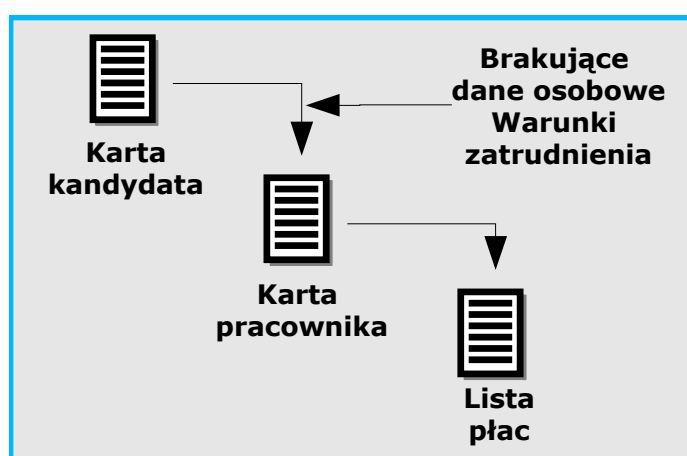 Brakujące
dane osobowe
Warunki
zatrudnienia
Karta
kandydata
Karta
pracownika
Lista
płac